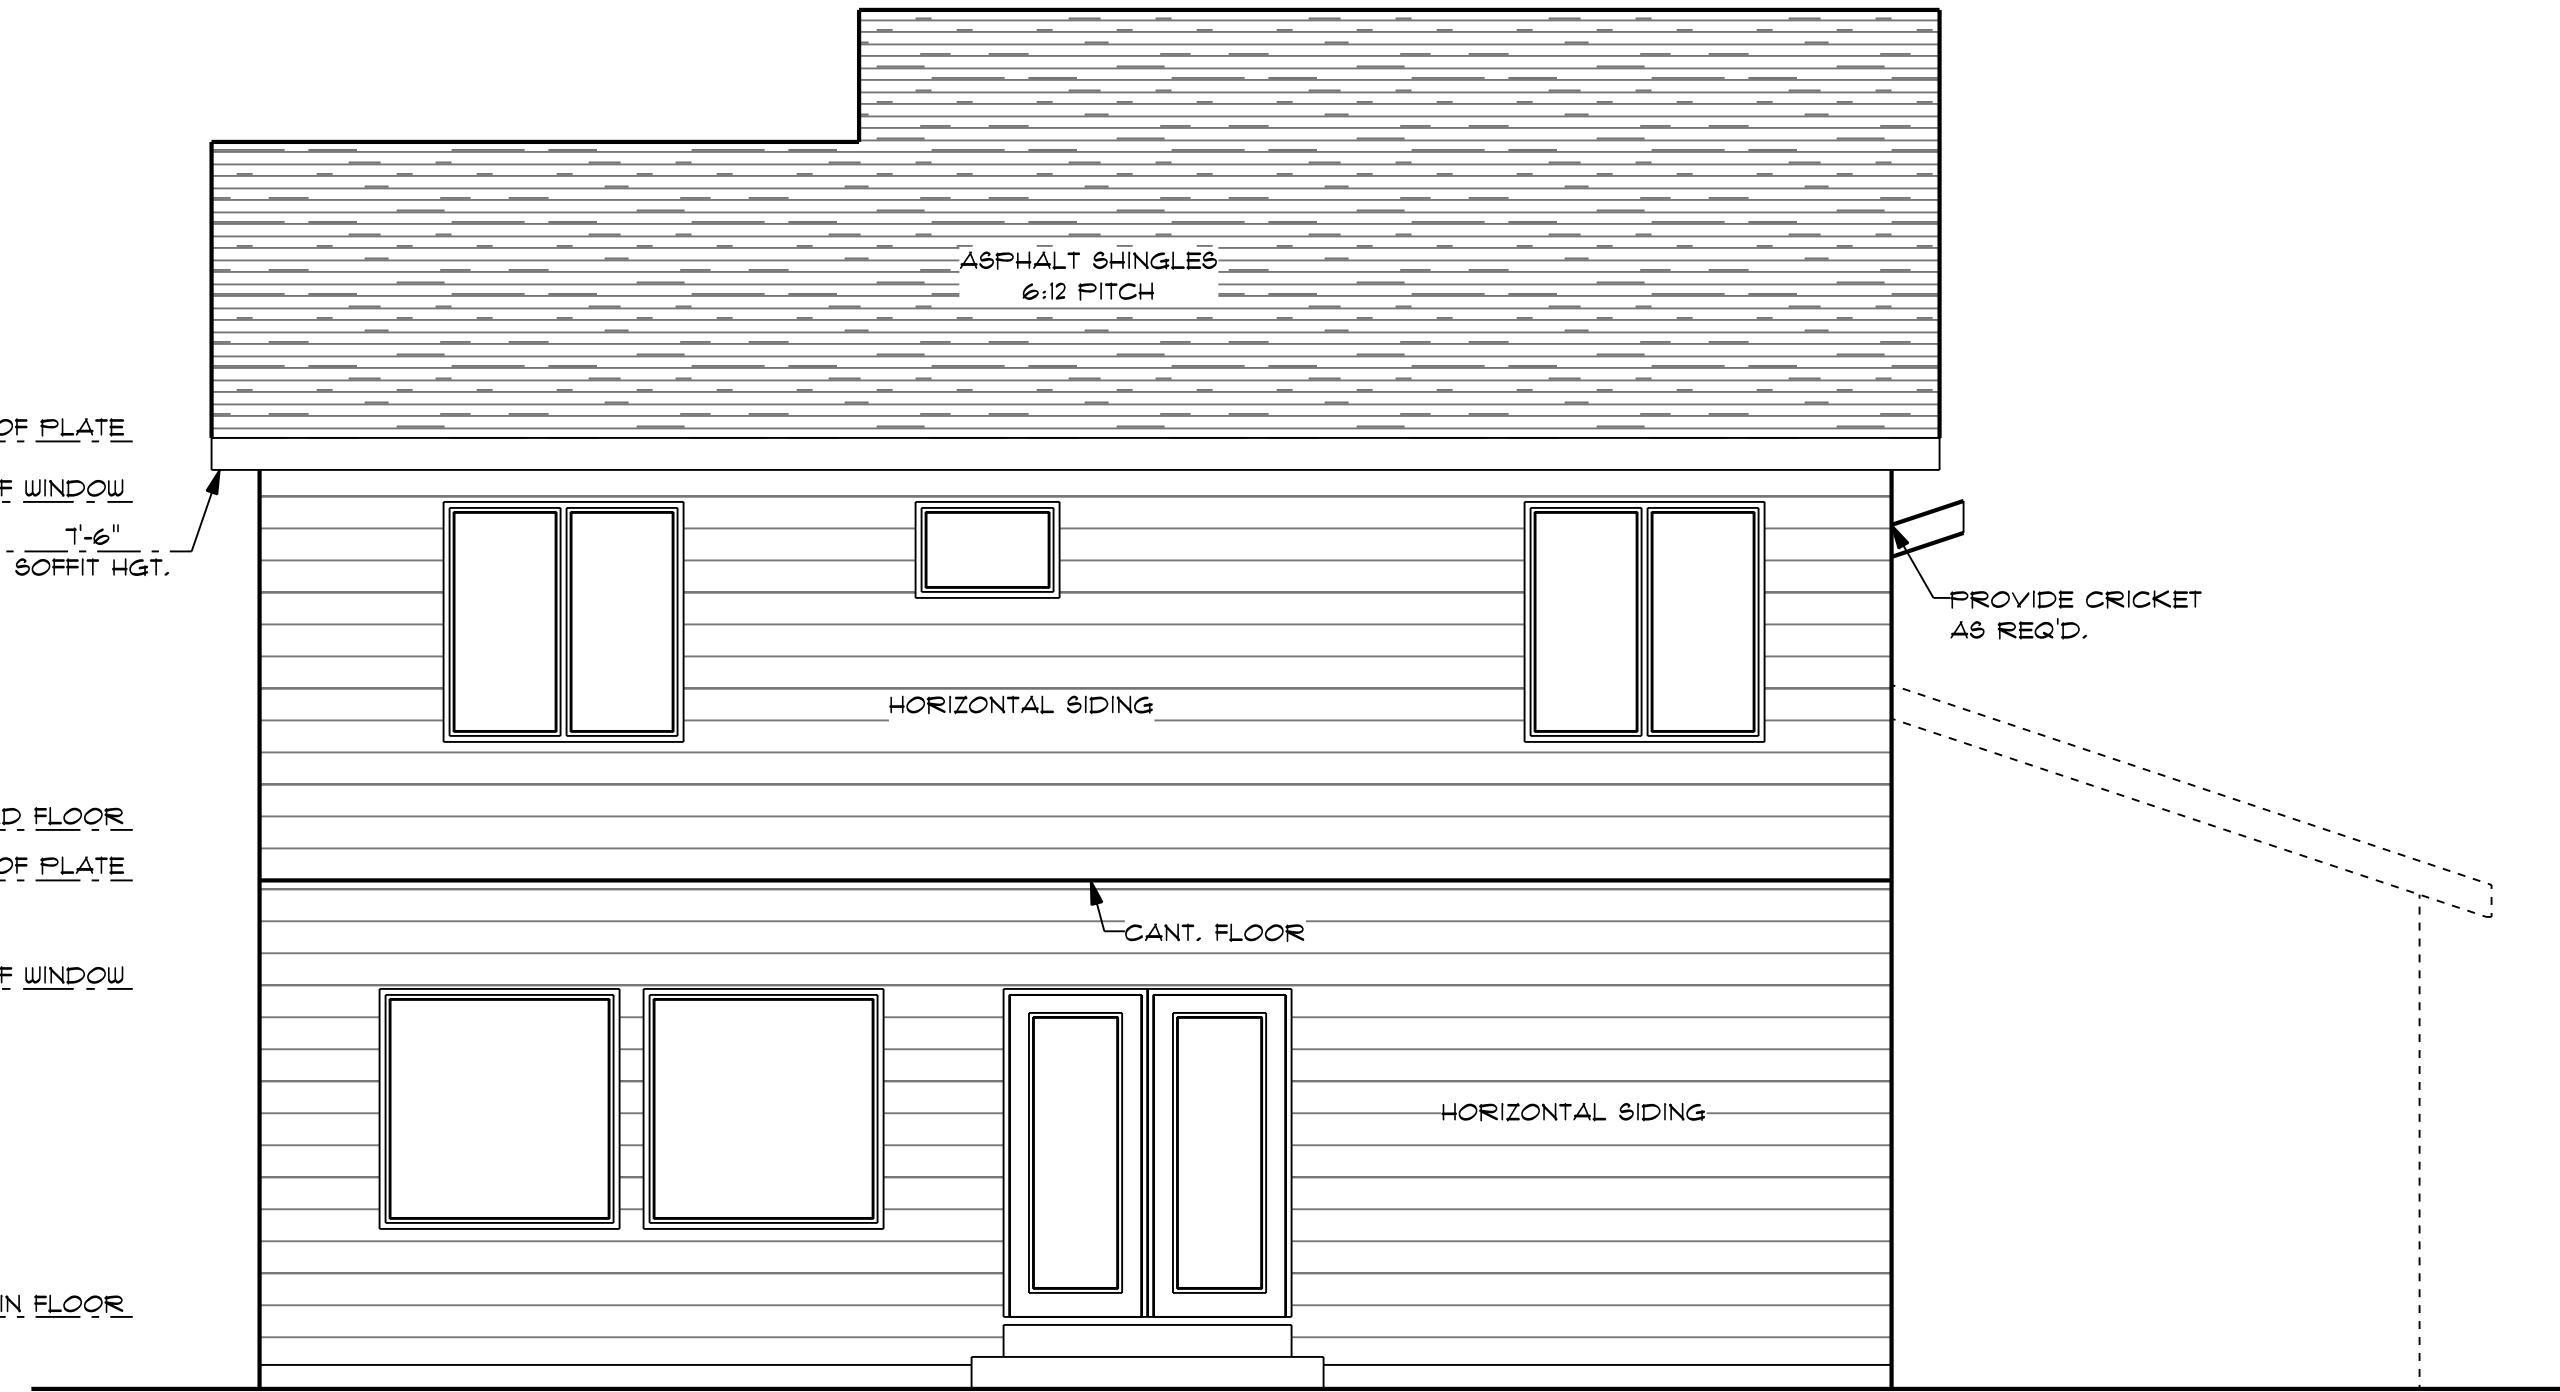 ASPHALT SHINGLES
6:12 PITCH
OF PLATE
F WINDOW
7'-6"
SOFFIT HGT.
PROVIDE CRICKET
AS REQ'D.
HORIZONTAL SIDING
D FLOOR
OF PLATE
CANT. FLOOR
F WINDOW
HORIZONTAL SIDING
IN FLOOR